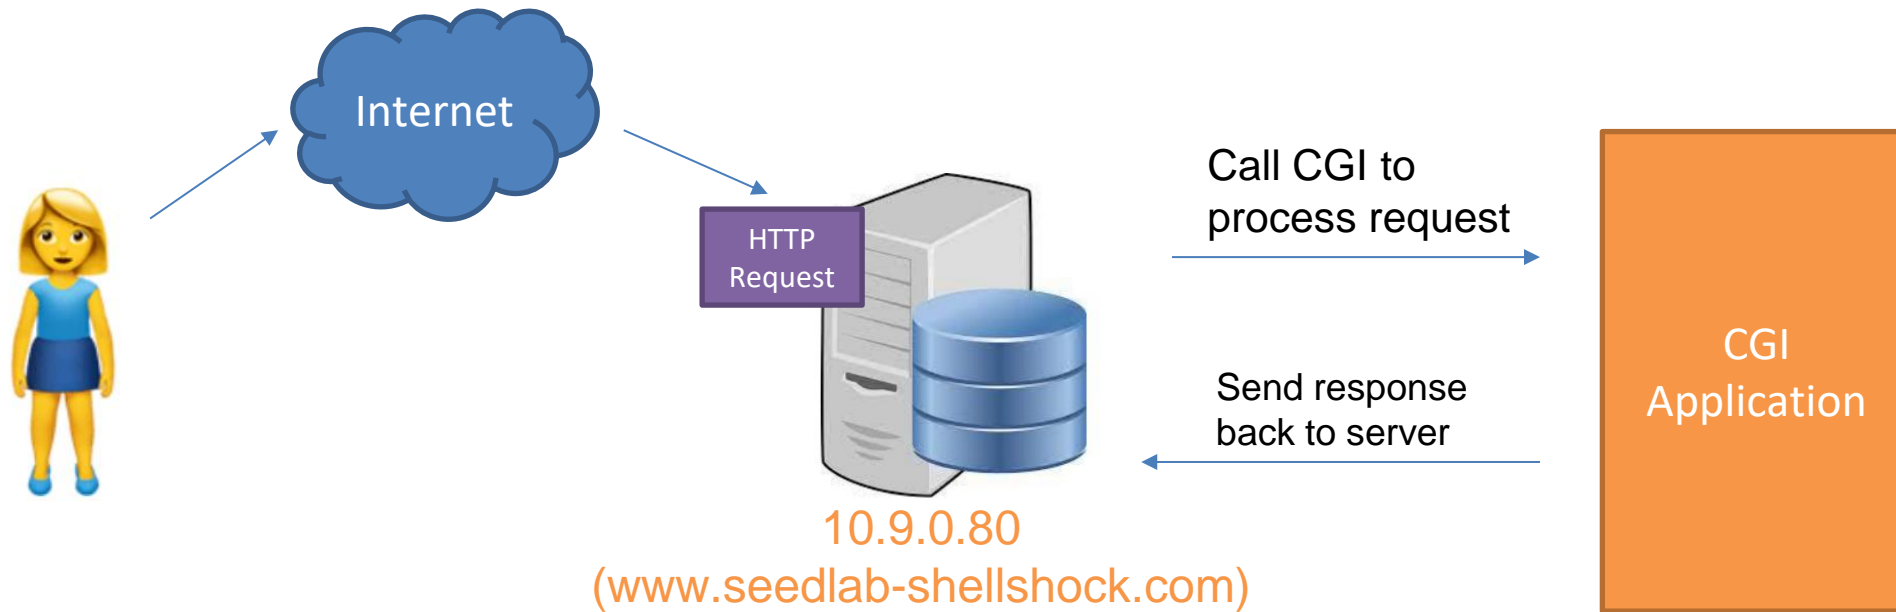 Internet
HTTP
Request
Call CGI to
process request
Send response
back to server
CGI
Application
10.9.0.80
(www.seedlab-shellshock.com)